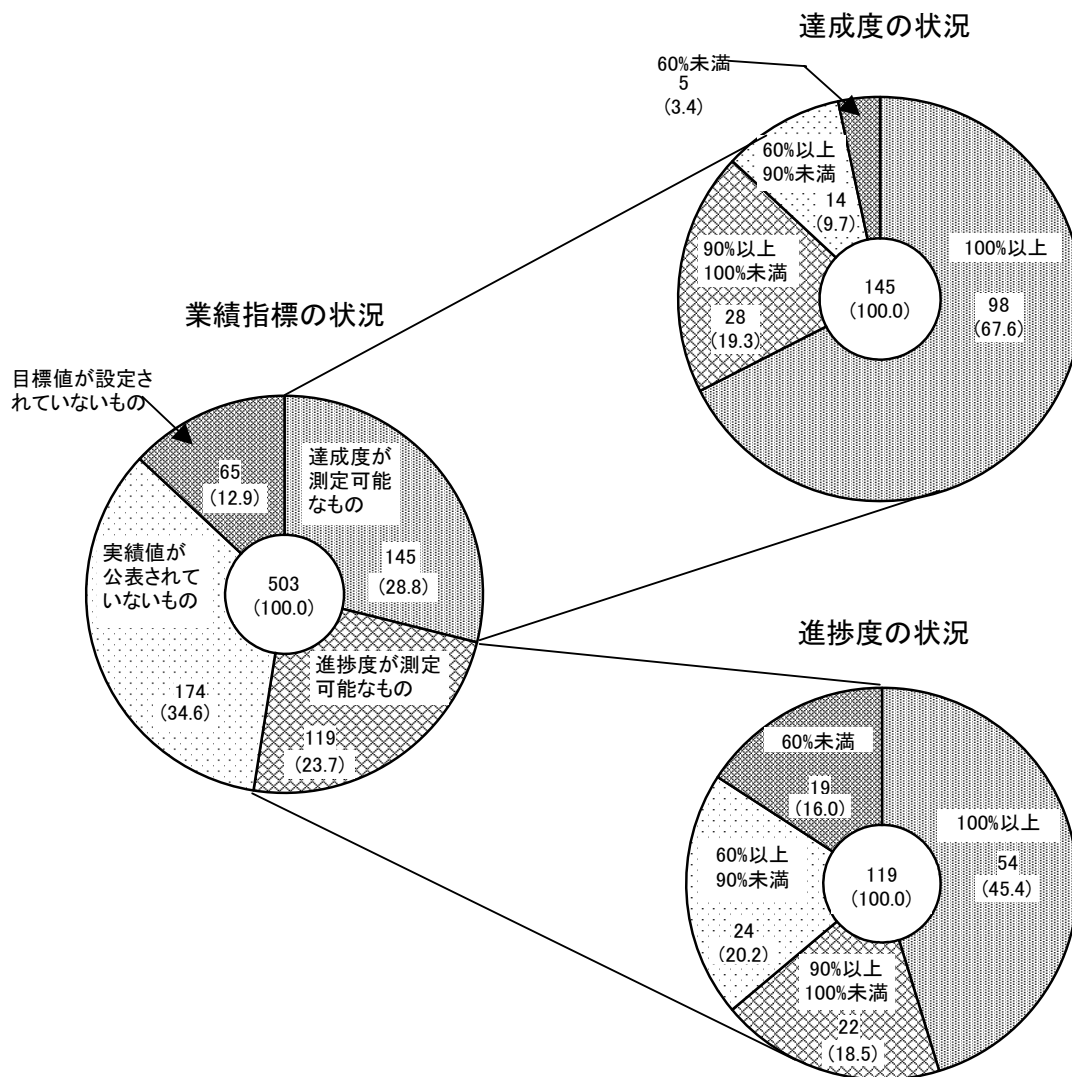 達成度の状況
60%未満
5
(3.4)
60%以上
90%未満
14
(9.7)
90%以上
100%未満
28
(19.3)
145
(100.0)
100%以上
98
(67.6)
業績指標の状況
目標値が設定さ
れていないもの
65
(12.9)
達成度が
測定可能
なもの
145
(28.8)
実績値が
公表されて
いないもの
174
(34.6)
503
(100.0)
進捗度が測定
可能なもの
119
(23.7)
進捗度の状況
60%未満
19
(16.0)
100%以上
54
(45.4)
60%以上
90%未満
24
(20.2)
119
(100.0)
90%以上
100%未満
22
(18.5)